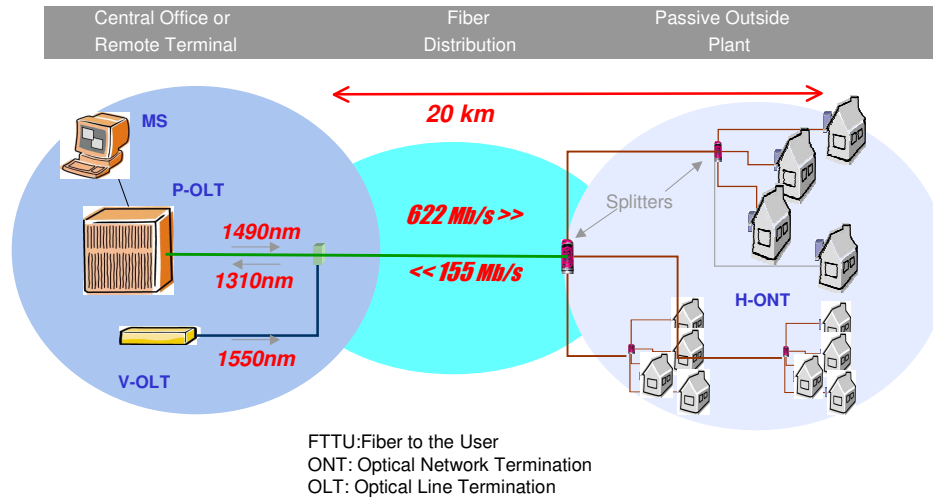 Central Office or
Remote Terminal
Fiber
Distribution
Passive Outside
Plant
20 km
MS
P-OLT
1490nm
1310nm
622 Mb/s >>
<< 155 Mb/s
Splitters
H-ONT
1550nm
V-OLT
FTTU:Fiber to the User
ONT: Optical Network Termination
OLT: Optical Line Termination